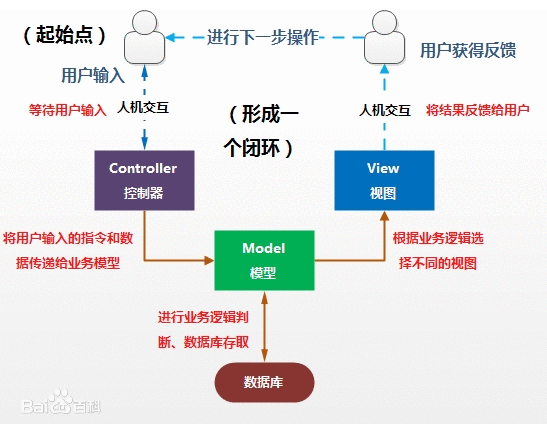 （起始点）
进行下一步操作
用户获得反馈
用户输入
等待用户输入
人机交互
（形成一
个闭环）
人机交互
将结果反馈给用户
Controller
控制器
View
视图
将用户输入的指令和数
据传递给业务模型
Model
模型
根据业务逻辑选
择不同的视图
进行业务逻辑判
断、数据库存取
数据库
Baidu百科